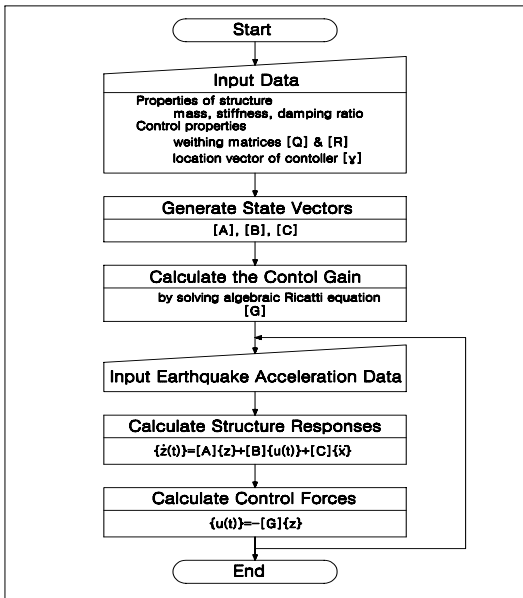 Start
Input Data
Properties of structure
mass, stiffness, damping ratio
Control properties
weithing matrices [Q] & [R]
location vector of contoller [γ]
Generate State Vectors
[A], [B], [C]
Calculate the Contol Gain
by solving algebraic Ricatti equation
[G]
Input Earthquake Acceleration Data
Calculate Structure Responses
{ż(t)}=[A]{z}+[B]{u(t)}+[C]{ẍ}
Calculate Control Forces
{u(t)}=-[G]{z}
End